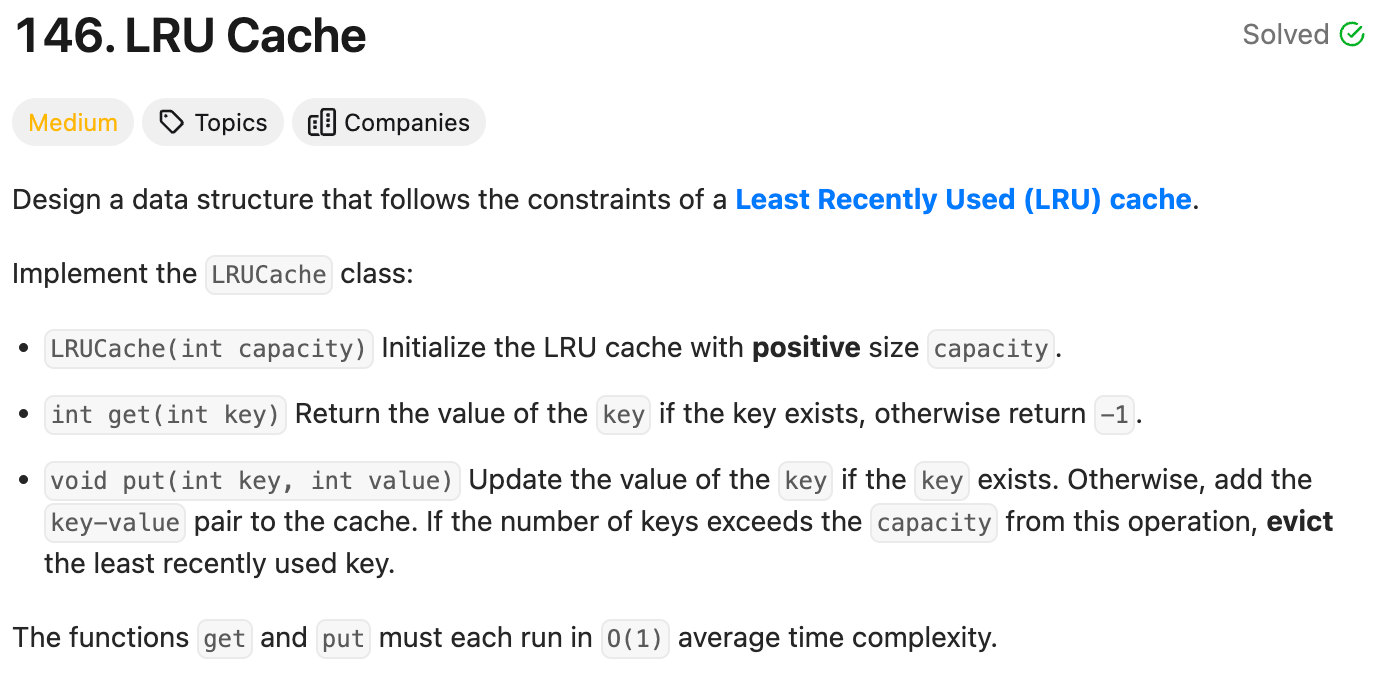 146. LRU Cache
Solved
Medium
Topics
Companies
Design a data structure that follows the constraints of a Least Recently Used (LRU) cache.
Implement the LRUCache class:
• LRUCache(int capacity) Initialize the LRU cache with positive size capacity.
• int get(int key) Return the value of the key if the key exists, otherwise return -1.
• void put(int key, int value) Update the value of the key if the key exists. Otherwise, add the
key-value pair to the cache. If the number of keys exceeds the capacity from this operation, evict
the least recently used key.
The functions get and put must each run in O(1) average time complexity.